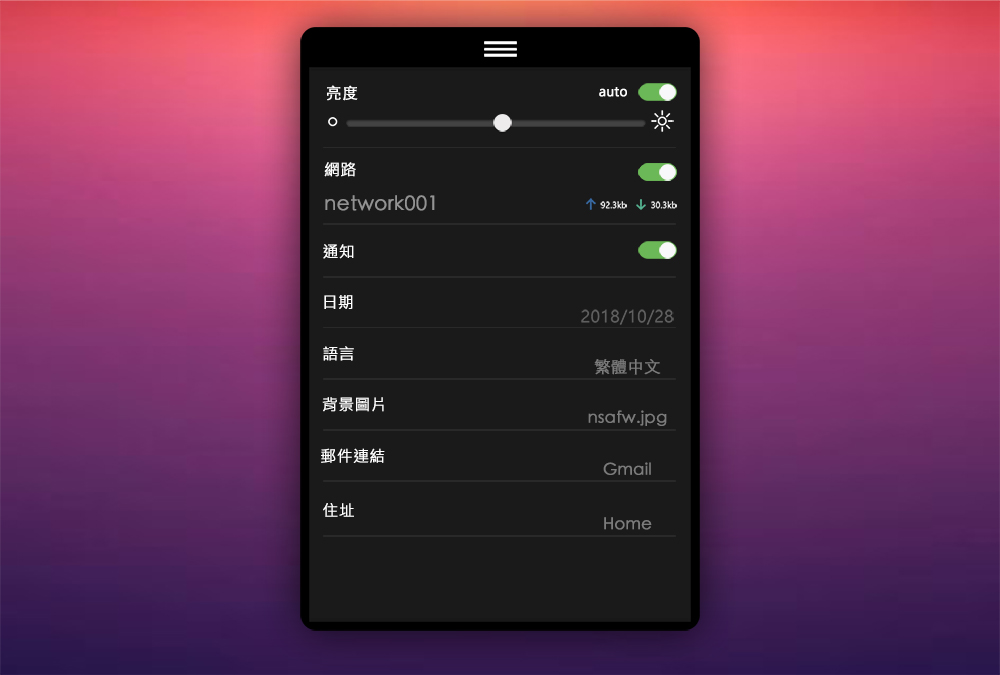 亮度 auto
網路
network001 92.3kb 30.3kb
通知
日期
2018/10/28
語言
繁體中文
背景圖片
nsafw.jpg
郵件連結
Gmail
住址
Home